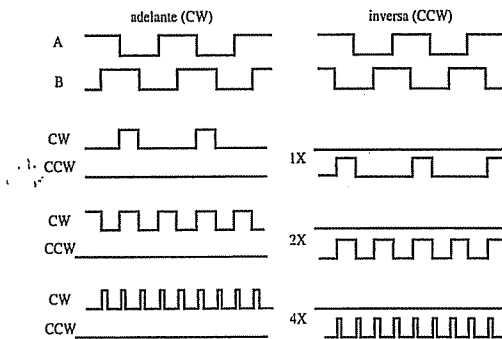 adelante (CW) inversa (CCW)
A
B
CW
1X
CCW
CW
2X
CCW
CW
4X
CCW